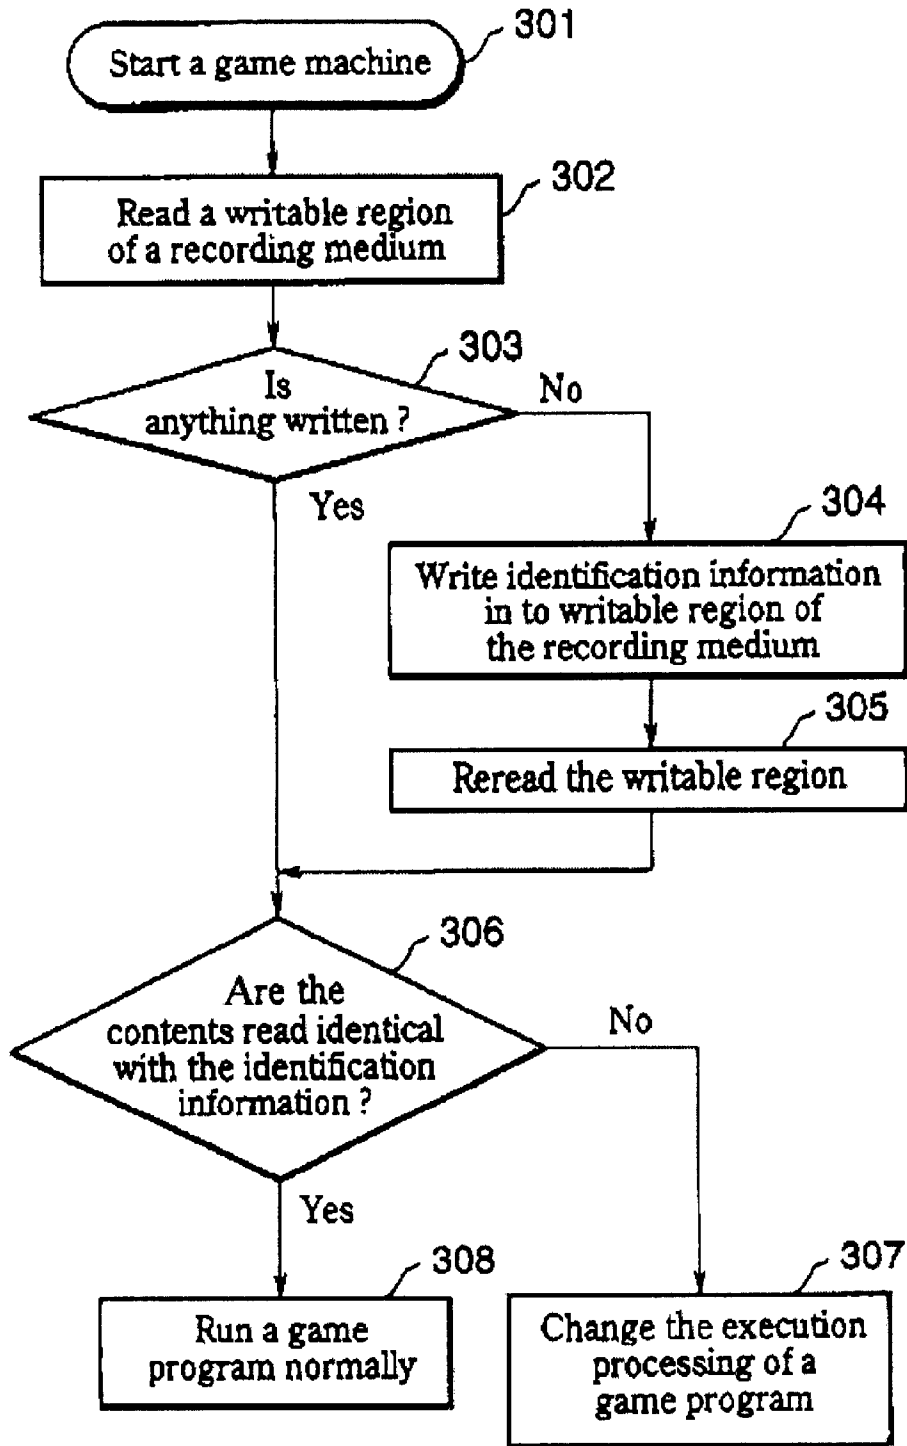 301
Start a game machine
302
Read a writable region
of a recording medium
303
Is
anything written ?
No
Yes
304
Write identification information
in to writable region of
the recording medium
305
Reread the writable region
306
Are the
contents read identical
with the identification
information ?
No
Yes
308
Run a game
program normally
307
Change the execution
processing of a
game program